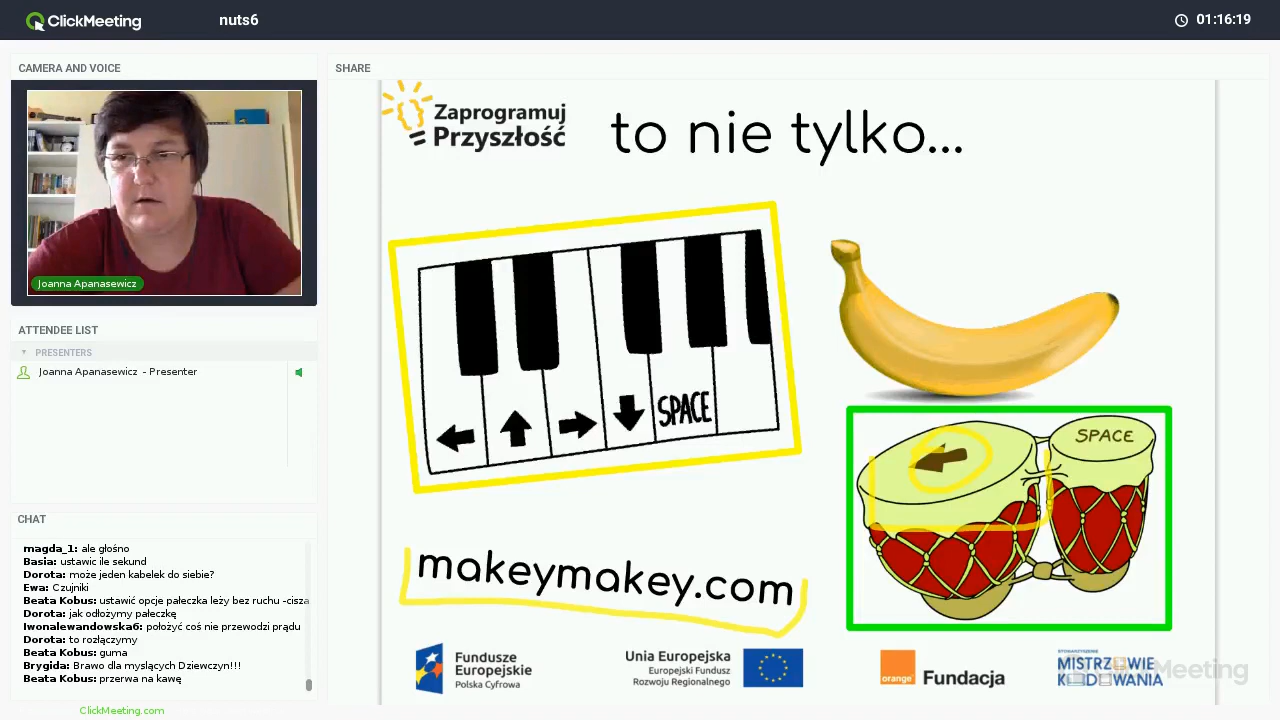 ClickMeeting
nuts6
01:16:19
CAMERA AND VOICE
SHARE
Joanna Apanasewicz
ATTENDEE LIST
PRESENTERS
Joanna Apanasewicz - Presenter
CHAT
magda_1: ale głośno
Basia: ustawic ile sekund
Dorota: może jeden kabelek do siebie?
Ewa: Czujniki
Beata Kobus: ustawić opcje pałeczka leży bez ruchu -cisza
Dorota: jak odłożymy pałeczkę
Iwonalewandowska6: położyć coś nie przewodzi prądu
Dorota: to rozłączymy
Beata Kobus: guma
Brygida: Brawo dla myslących Dziewczyn!!!
Beata Kobus: przerwa na kawę
ClickMeeting.com
Zaprogramuj
Przyszłość
to nie tylko...
SPACE
SPACE
makeymakey.com
Fundusze
Europejskie
Polska Cyfrowa
Unia Europejska
Europejski Fundusz
Rozwoju Regionalnego
orange
Fundacja
STOWARZYSZENIE
MISTRZOWIE
KODOWANIA
ClickMeeting